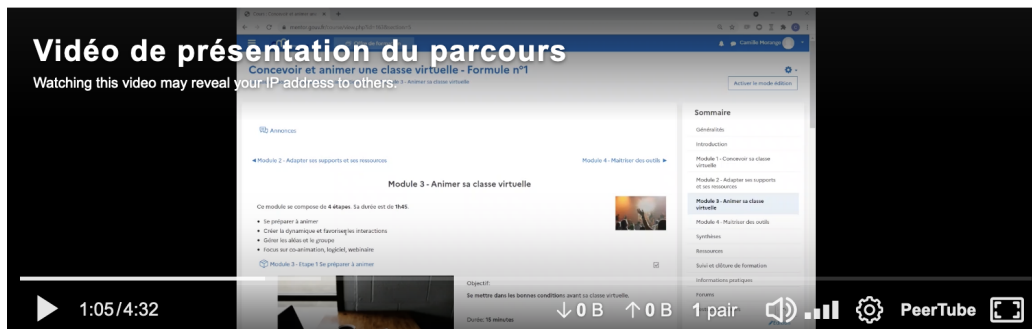 Vidéo de présentation du parcours
Watching this video may reveal your IP address to others.
Camille Morango
Concevoir et animer une classe virtuelle - Formule n°1
Activer le mode édition
Annonces
◄ Module 2 - Adapter ses supports et ses ressources
Module 4 - Maîtriser des outils ►
Module 3 - Animer sa classe virtuelle
Ce module se compose de 4 étapes. Sa durée est de 1h45.
• Se préparer à animer
• Créer la dynamique et favoriser les interactions
• Gérer les aléas et le groupe
• Focus sur co-animation, logiciel, webinaire
Module 3 - Etape 1 Se préparer à animer
Objectif:
Se mettre dans les bonnes conditions avant sa classe virtuelle.
Durée: 15 minutes
Sommaire
Généralités
Introduction
Module 1 - Concevoir sa classe
virtuelle
Module 2 - Adapter ses supports
et ses ressources
Module 3 - Animer sa classe
virtuelle
Module 4 - Maîtriser des outils
Synthèses
Ressources
Suivi et clôture de formation
Informations pratiques
Forums
1:05/4:32
↓ 0 B
↑ 0 B
1 pair
PeerTube